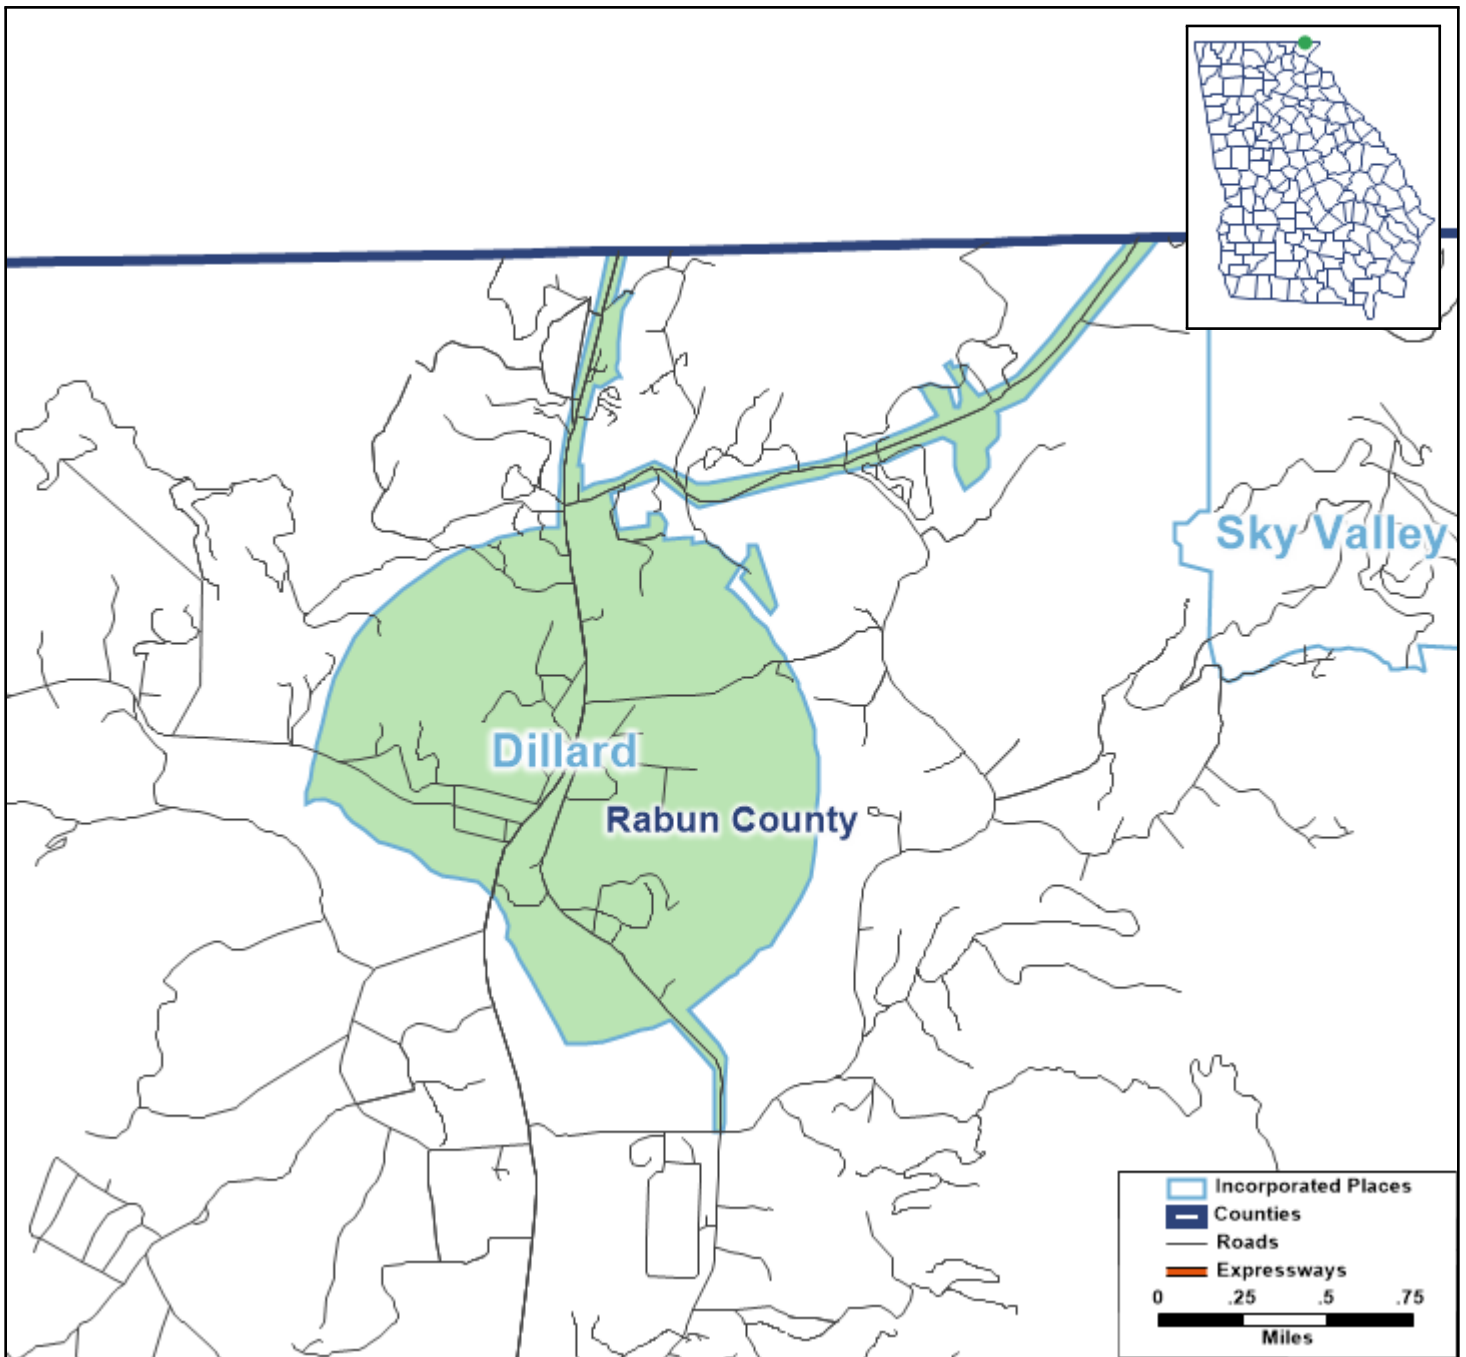 Sky Valley
Dillard
Rabun County
Incorporated Places
Counties
Roads
Expressways
0 .25 .5 .75
Miles